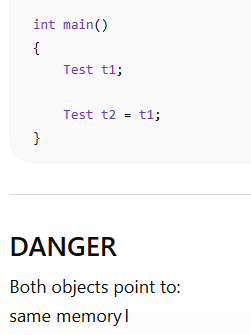 int main()
{
    Test t1;
    Test t2 = t1;
}
DANGER
Both objects point to:
same memory